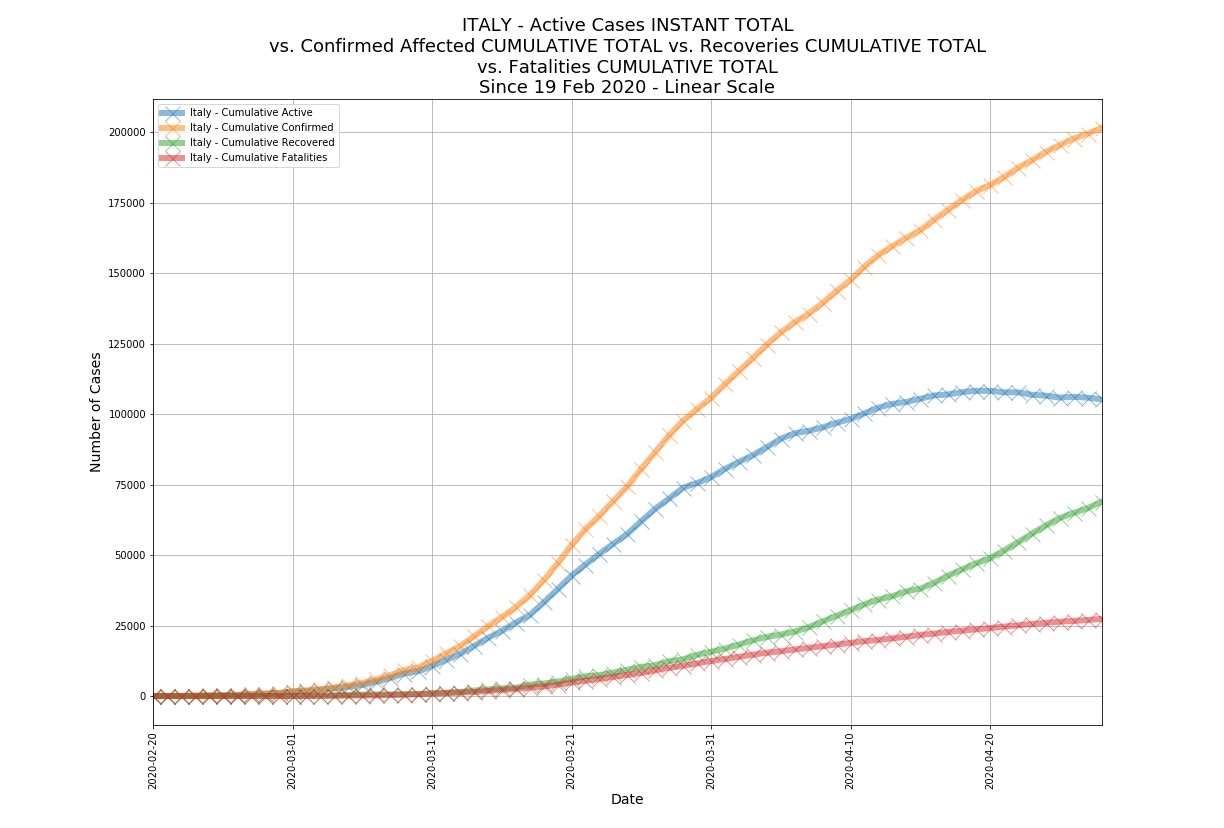 ITALY - Active Cases INSTANT TOTAL
vs. Confirmed Affected CUMULATIVE TOTAL vs. Recoveries CUMULATIVE TOTAL
vs. Fatalities CUMULATIVE TOTAL
Since 19 Feb 2020 - Linear Scale
Italy - Cumulative Active
Italy - Cumulative Confirmed
Italy - Cumulative Recovered
Italy - Cumulative Fatalities
Number of Cases
200000
175000
150000
125000
100000
75000
50000
25000
0
2020-02-20
2020-03-01
2020-03-11
2020-03-21
2020-03-31
2020-04-10
2020-04-20
Date